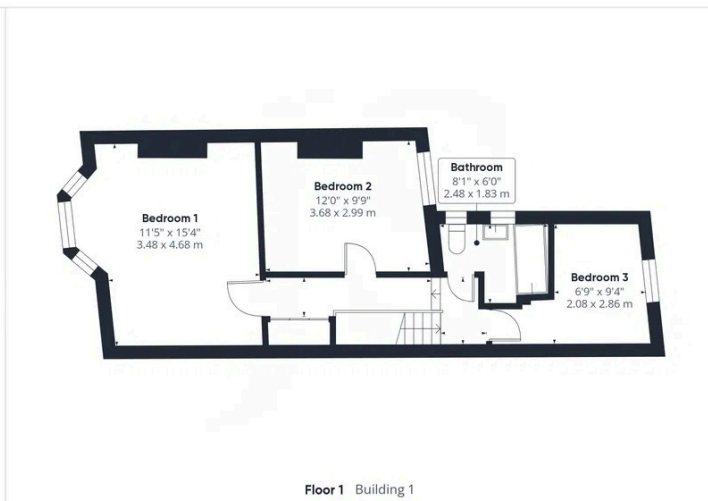 Bedroom 1
11'5" x 15'4"
3.48 x 4.68 m
Bedroom 2
12'0" x 9'9"
3.68 x 2.99 m
Bathroom
8'1" x 6'0"
2.48 x 1.83 m
Bedroom 3
6'9" x 9'4"
2.08 x 2.86 m
Floor 1 Building 1